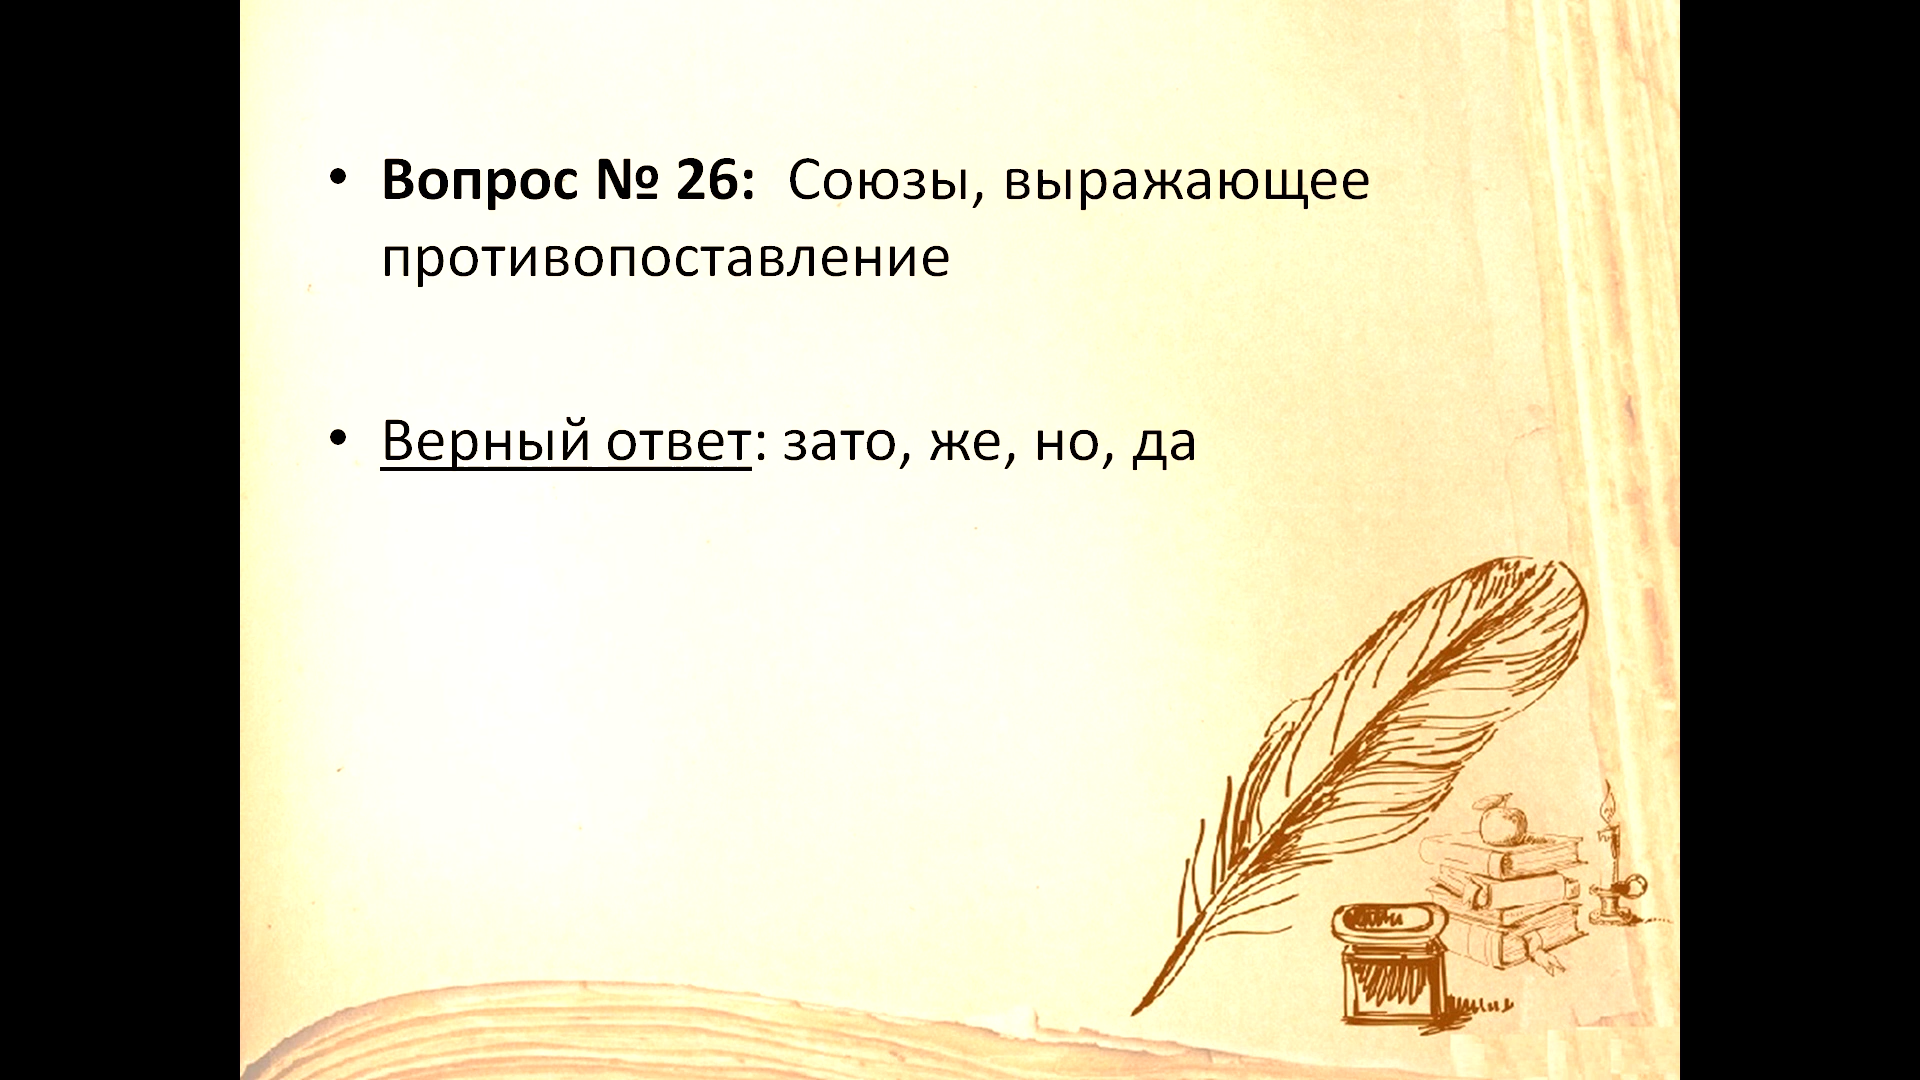 • Вопрос № 26: Союзы, выражающее
противопоставление
• Верный ответ: зато, же, но, да